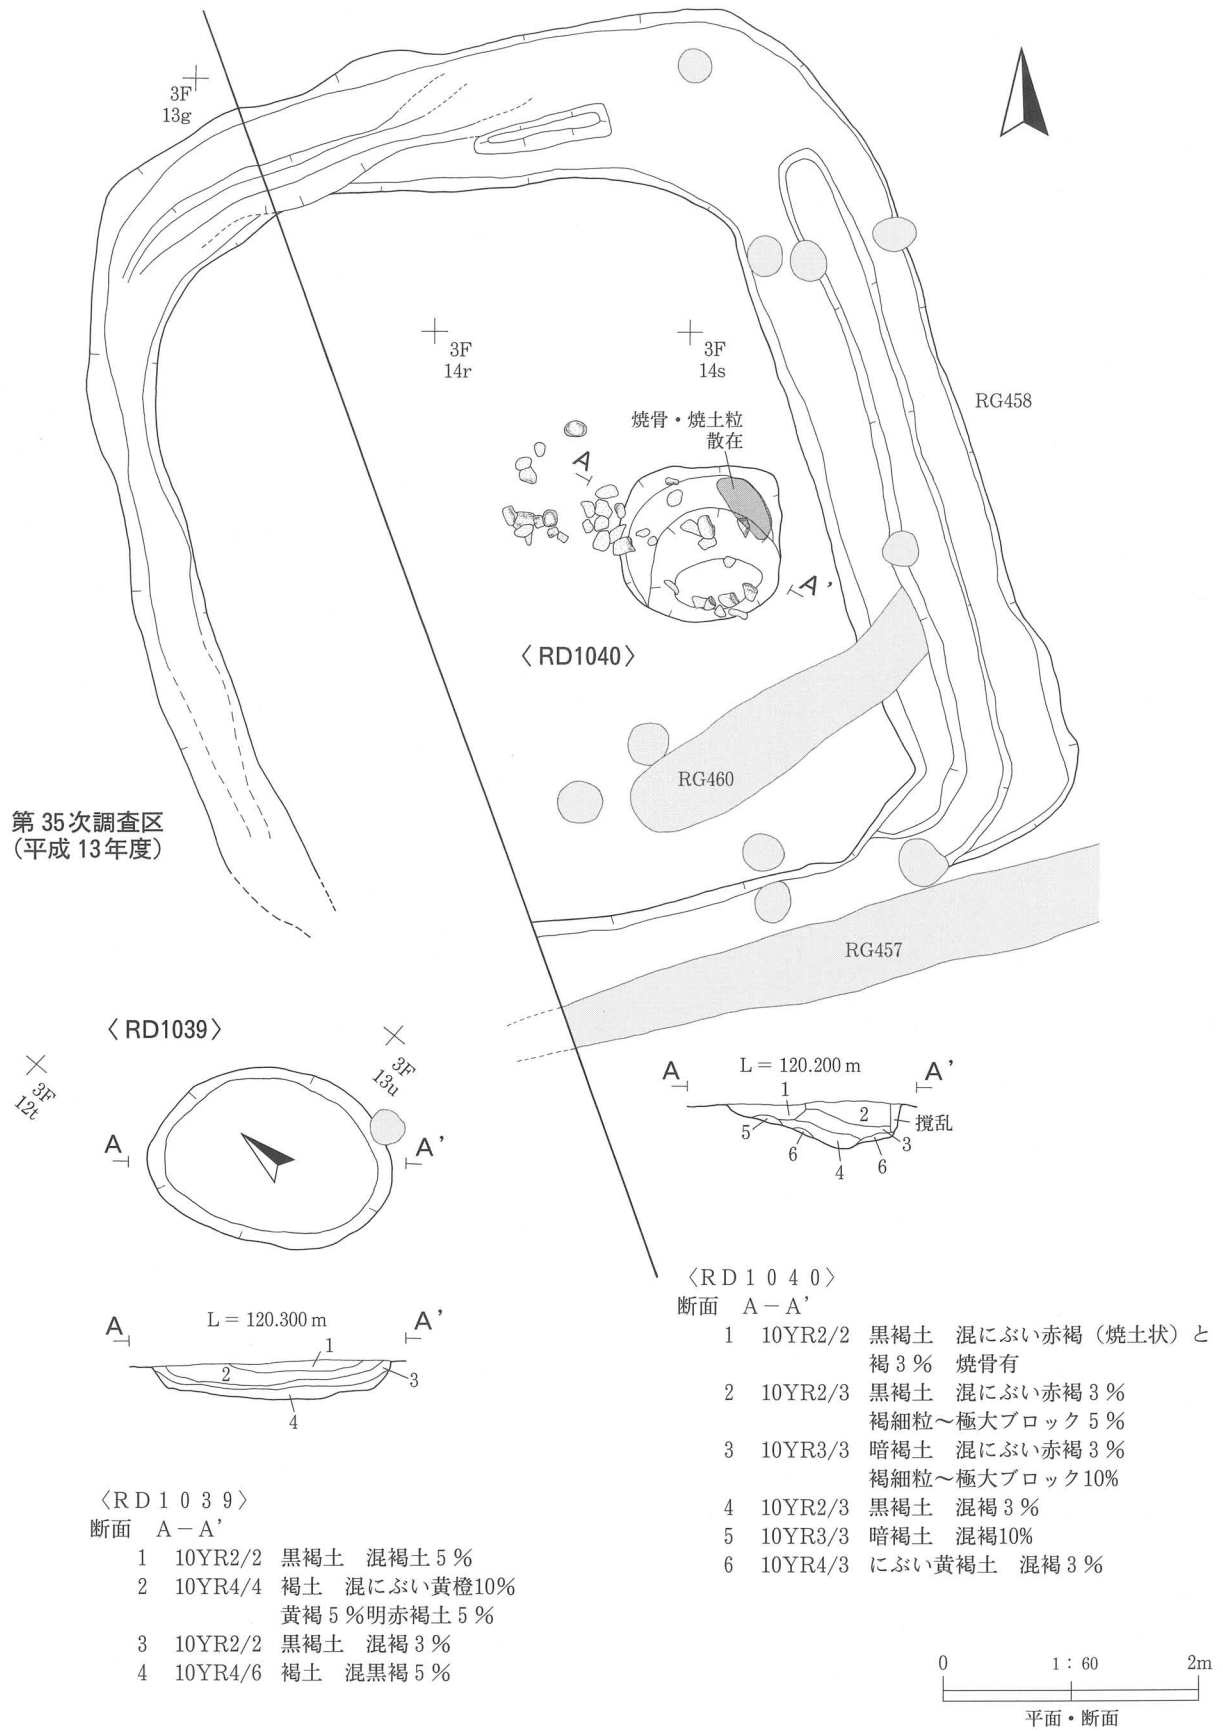 3F
13g
3F
14r
3F
14s
RG458
焼骨・焼土粒
散在
A
A'
〈RD1040〉
RG460
第35次調査区
（平成13年度）
RG457
〈RD1039〉
3F
12t
3F
13u
A
A'
A
L = 120.200 m
A'
1
2
攪乱
5
6
4
6
3
A
L = 120.300 m
A'
1
2
3
4
〈RD1040〉
断面 A－A'
1 10YR2/2 黒褐土 混にぶい赤褐（焼土状）と
褐3％ 焼骨有
2 10YR2/3 黒褐土 混にぶい赤褐3％
褐細粒～極大ブロック5％
3 10YR3/3 暗褐土 混にぶい赤褐3％
褐細粒～極大ブロック10%
4 10YR2/3 黒褐土 混褐3％
5 10YR3/3 暗褐土 混褐10%
6 10YR4/3 にぶい黄褐土 混褐3％
〈RD1039〉
断面 A－A'
1 10YR2/2 黒褐土 混褐土5％
2 10YR4/4 褐土 混にぶい黄橙10%
黄褐5％明赤褐土5％
3 10YR2/2 黒褐土 混褐3％
4 10YR4/6 褐土 混黒褐5％
0 1：60 2m
平面・断面